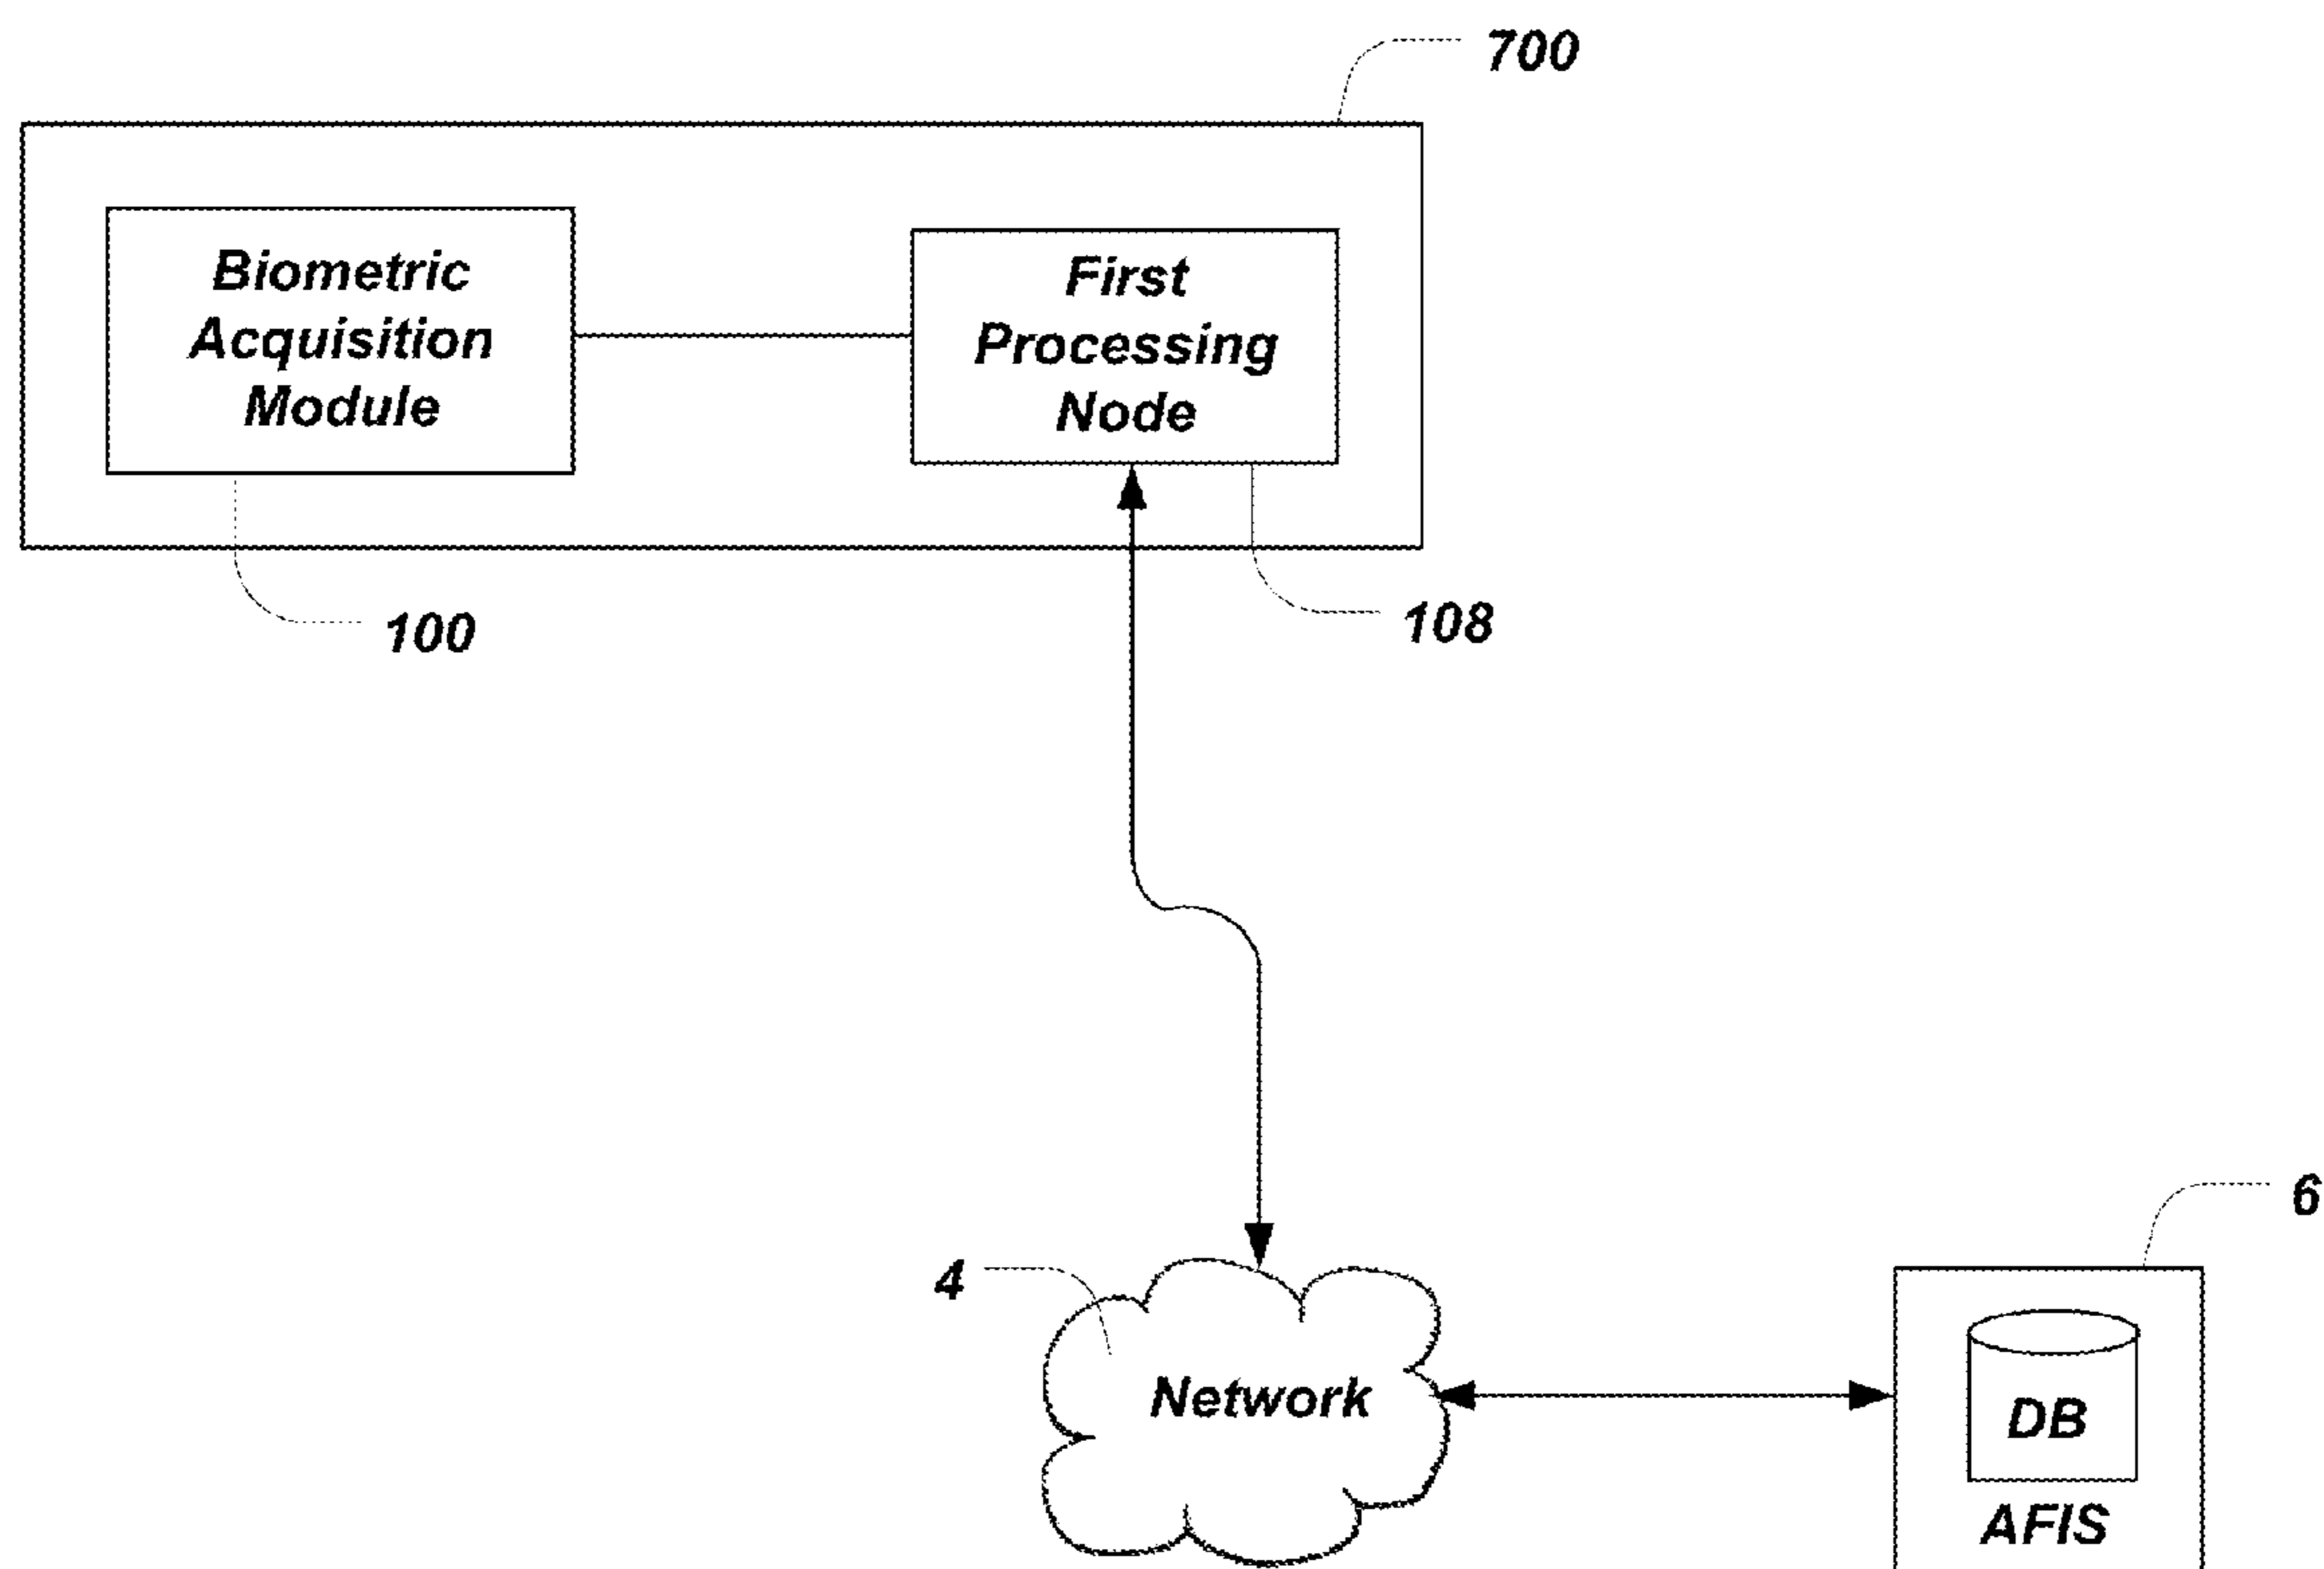 700
Biometric
Acquisition
Module
First
Processing
Node
100
108
6
4
Network
DB
AFIS